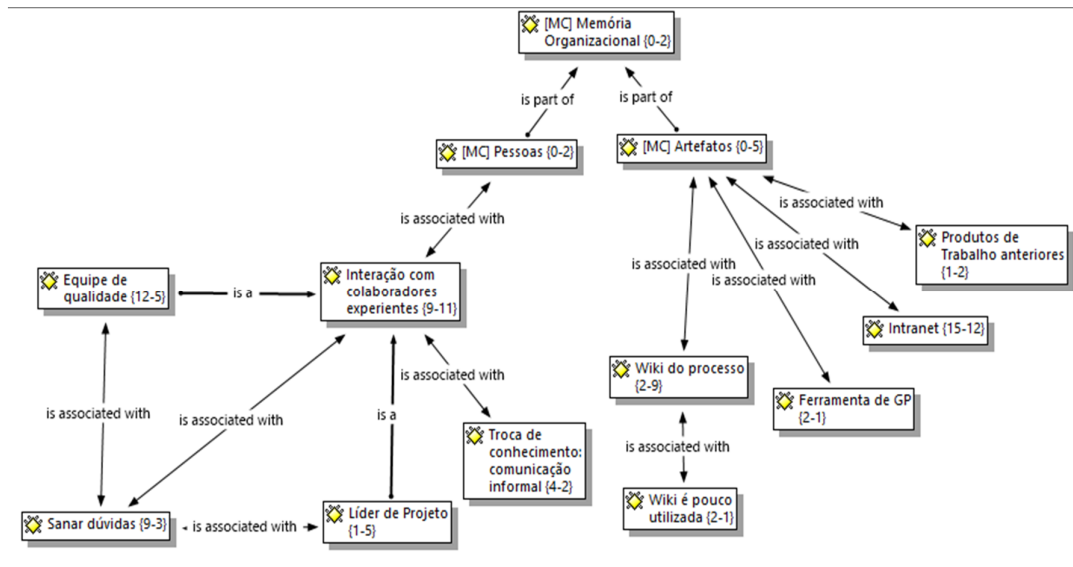 [MC] Memória
Organizacional {0-2}
is part of
is part of
[MC] Pessoas {0-2}
[MC] Artefatos {0-5}
is associated with
is associated with
Produtos de
Trabalho anteriores
{1-2}
is associated with
is associated with
is associated with
Equipe de
qualidade {12-5}
is a
Interação com
colaboradores
experientes {9-11}
Intranet {15-12}
Wiki do processo
{2-9}
Ferramenta de GP
{2-1}
is associated with
is associated with
is associated with
is a
Troca de
conhecimento:
comunicação
informal {4-2}
is associated with
Wiki é pouco
utilizada {2-1}
Sanar dúvidas {9-3}
is associated with
Líder de Projeto
{1-5}